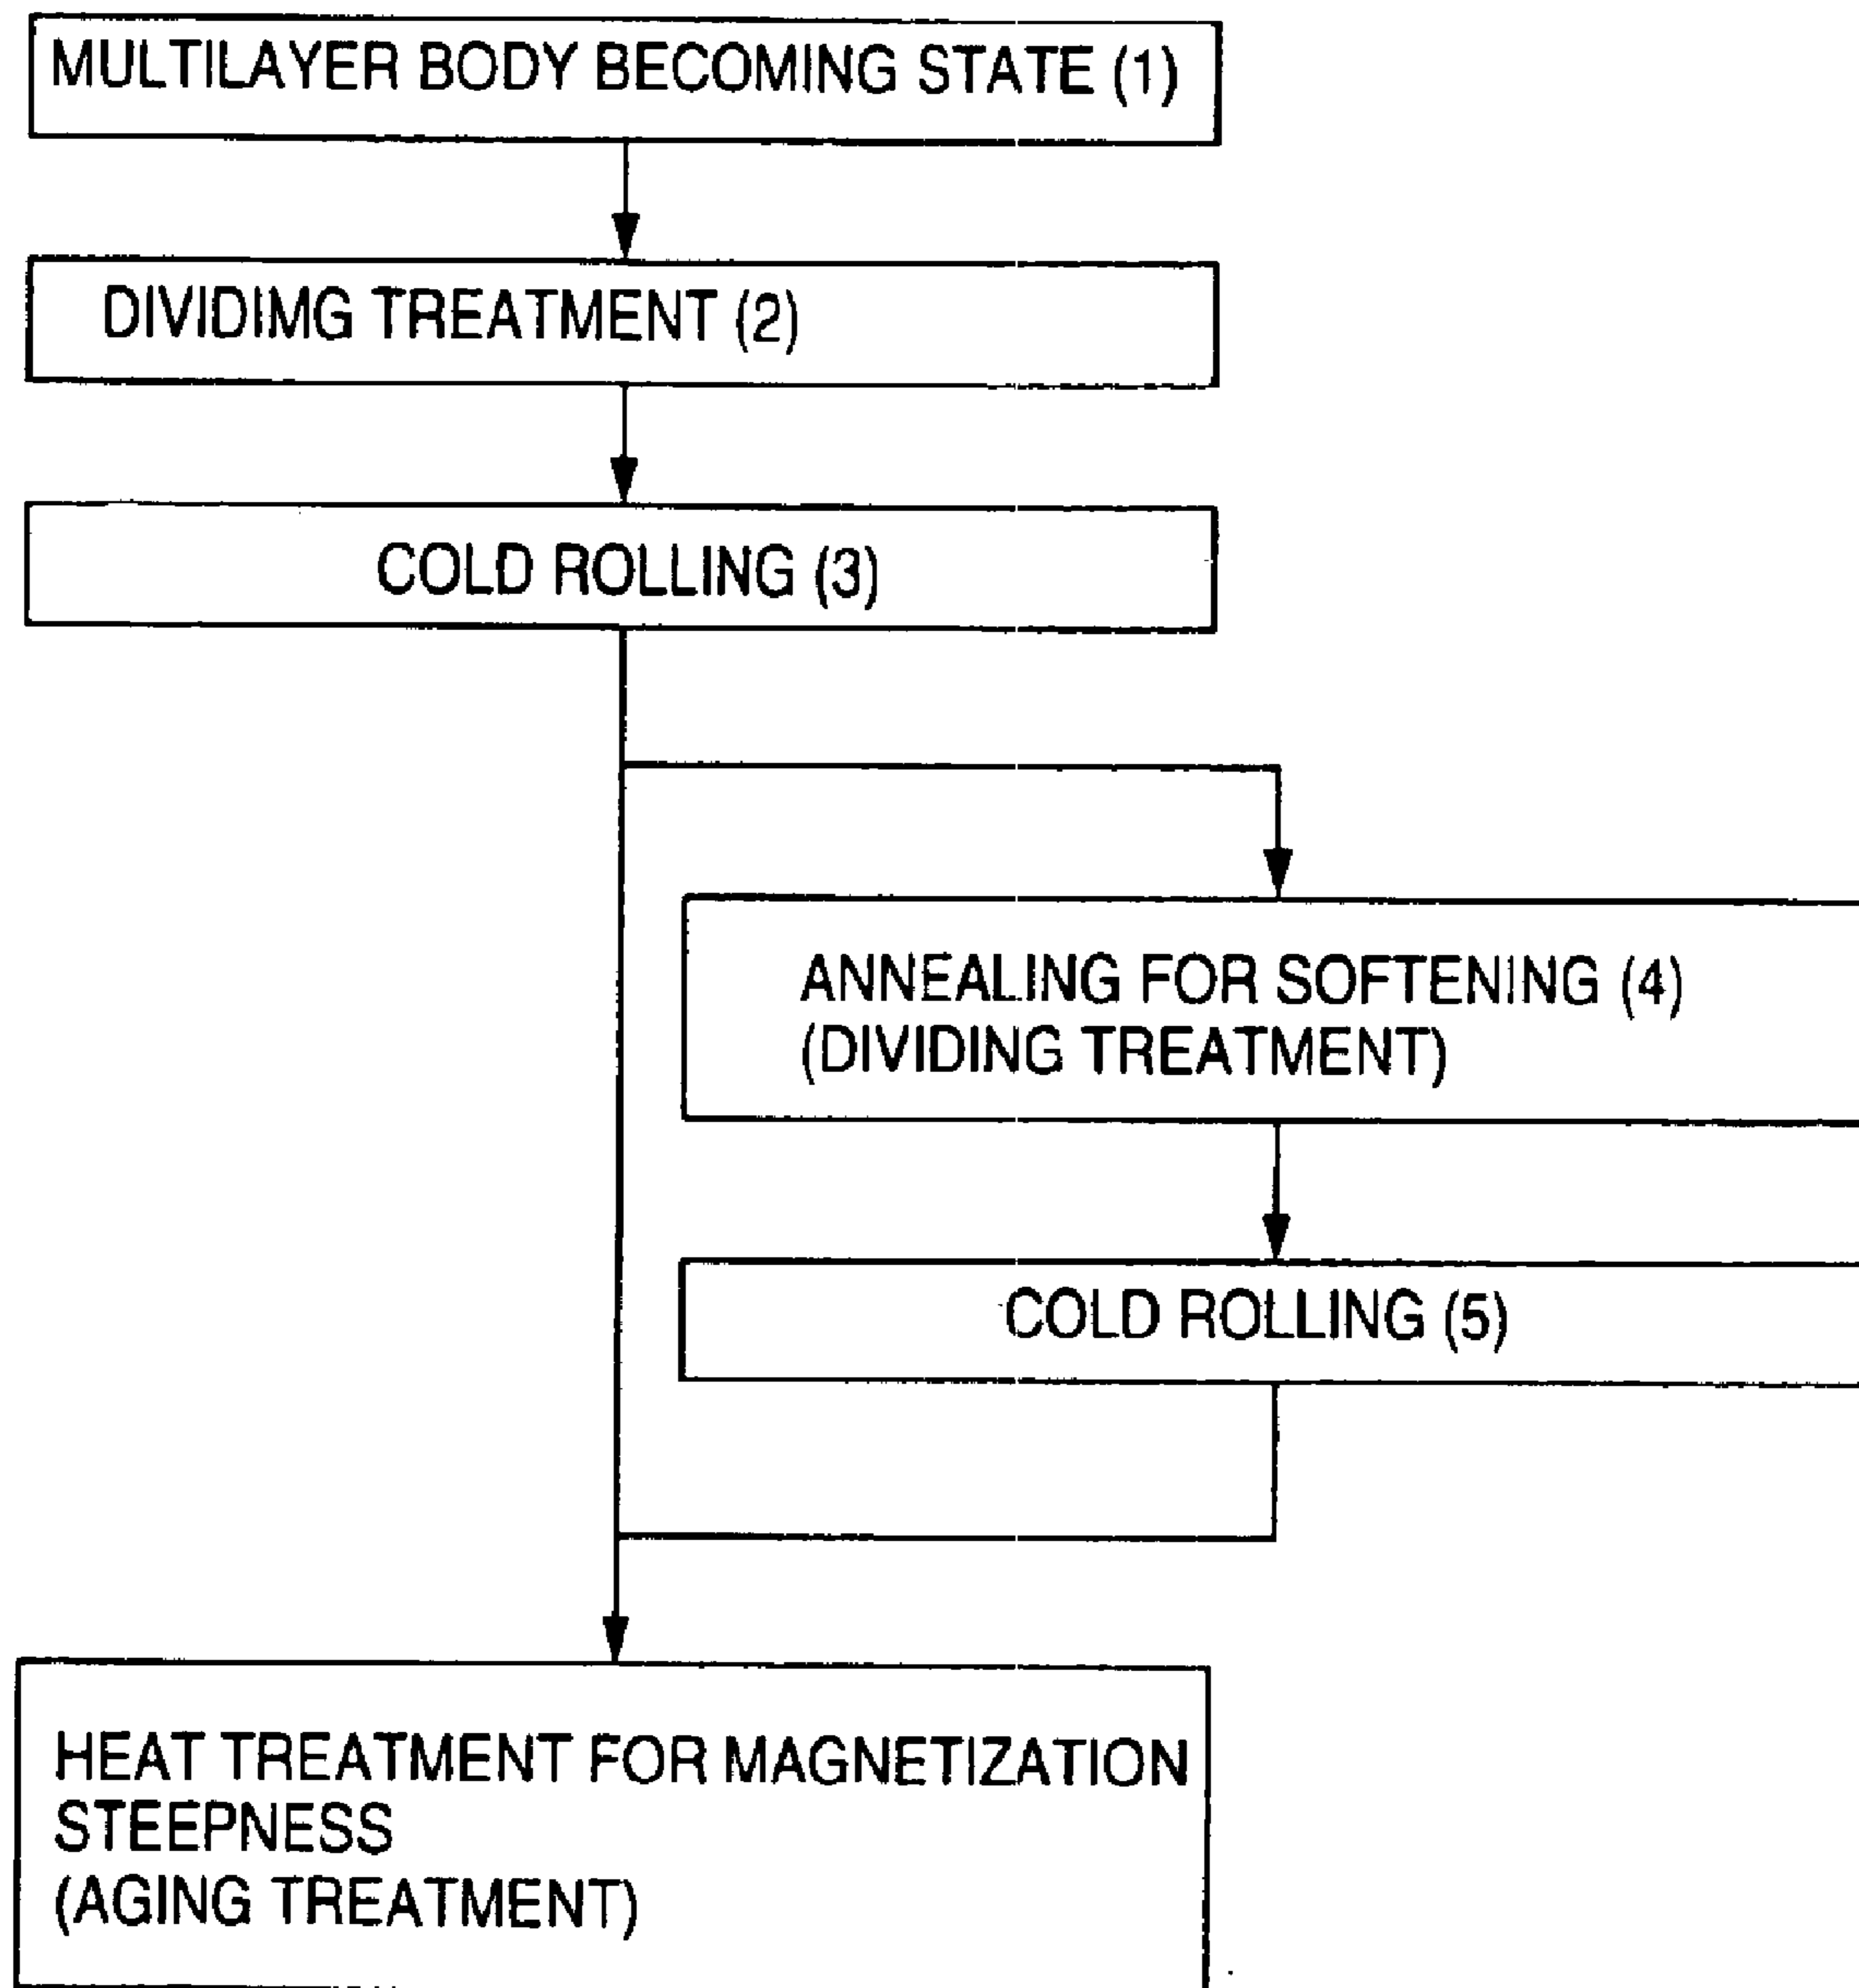 MULTILAYER BODY BECOMING STATE (1)
DIVIDIMG TREATMENT (2)
COLD ROLLING (3)
ANNEALING FOR SOFTENING (4)
(DIVIDING TREATMENT)
COLD ROLLING (5)
HEAT TREATMENT FOR MAGNETIZATION
STEEPNESS
(AGING TREATMENT)